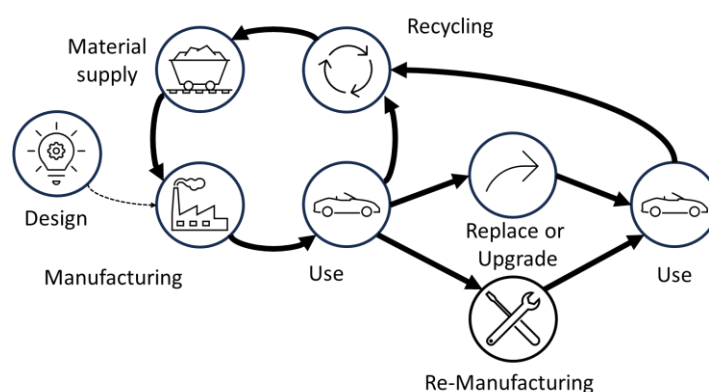 Recycling
Material
supply
Design
Manufacturing
Use
Replace or
Upgrade
Use
Re-Manufacturing